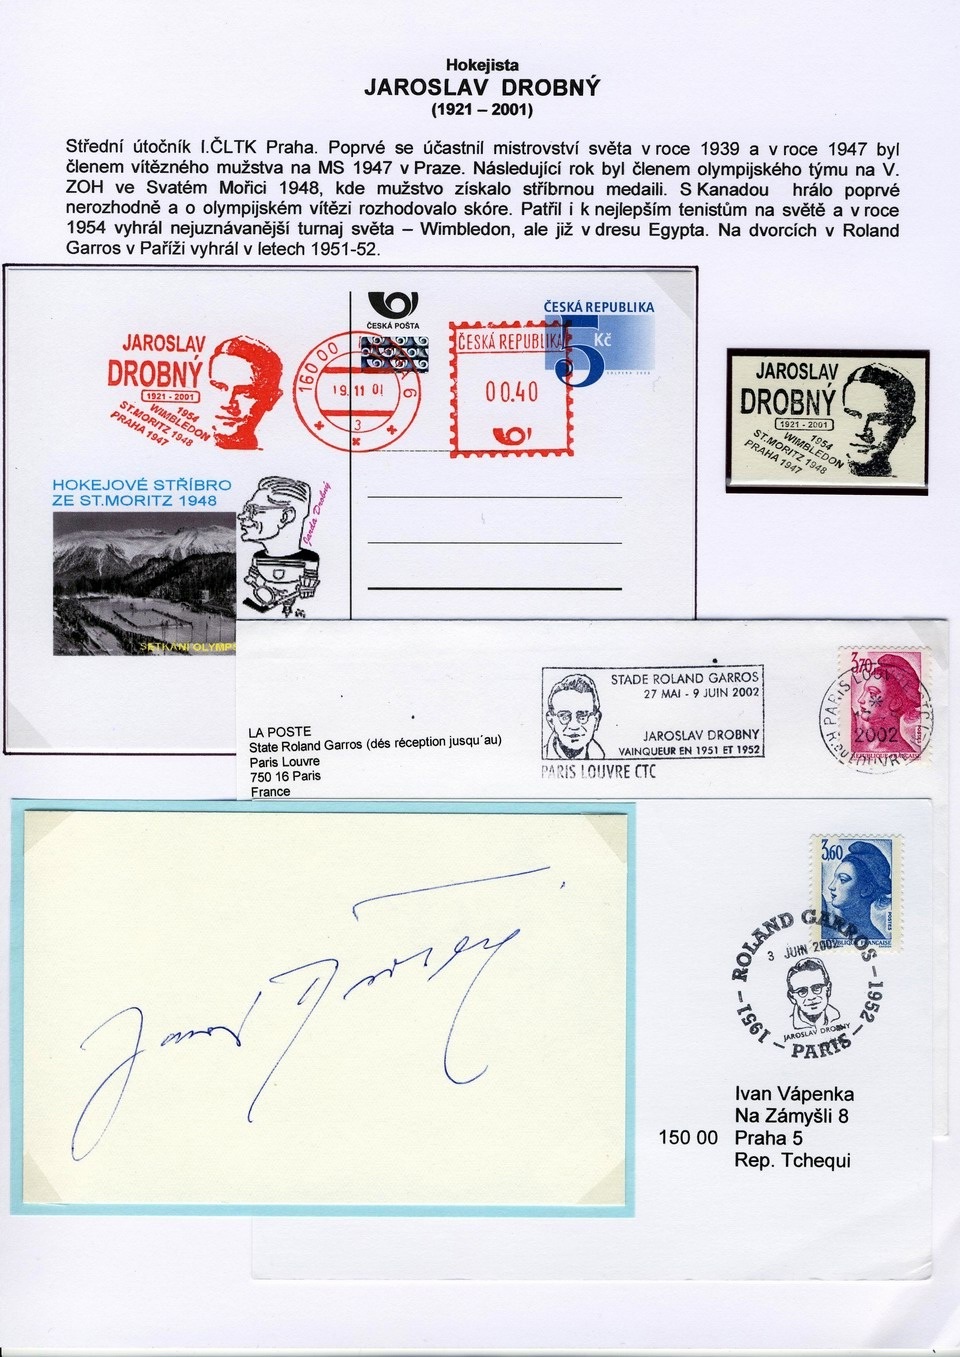 Hokejista
JAROSLAV DROBNÝ
(1921 – 2001)
Střední útočník I.ČLTK Praha. Poprvé se účastnil mistrovství světa v roce 1939 a v roce 1947 byl
členem vítězného mužstva na MS 1947 v Praze. Následující rok byl členem olympijského týmu na V.
ZOH ve Svatém Mořici 1948, kde mužstvo získalo stříbrnou medaili. S Kanadou hrálo poprvé
nerozhodně a o olympijském vítězi rozhodovalo skóre. Patřil i k nejlepším tenistům na světě a v roce
1954 vyhrál nejuznávanější turnaj světa – Wimbledon, ale již v dresu Egypta. Na dvorcích v Roland
Garros v Paříži vyhrál v letech 1951-52.
JAROSLAV
DROBNÝ
1921 - 2001
1954
WIMBLEDON
ST.MORITZ 1948
PRAHA 1947
160 00
19.11 01
3
ČESKÁ POŠTA
ČESKÁ REPUBLIKA
00.40
ČESKÁ REPUBLIKA
5 Kč
JAROSLAV
DROBNÝ
1921 - 2001
1954
WIMBLEDON
ST.MORITZ 1948
PRAHA 1947
HOKEJOVÉ STŘÍBRO
ZE ST.MORITZ 1948
SETKÁNÍ OLYMP
Jarda Drobný
LA POSTE
State Roland Garros (dés réception jusqu´au)
Paris Louvre
750 16 Paris
France
STADE ROLAND GARROS
27 MAI - 9 JUIN 2002
JAROSLAV DROBNY
VAINQUEUR EN 1951 ET 1952
PARIS LOUVRE CTC
3,70
2002
3,60
POSTES
ROLAND GARROS
3 JUIN 2002
1951 - PARIS - 1952
JAROSLAV DROBNY
Ivan Vápenka
Na Zámyšli 8
150 00 Praha 5
Rep. Tchequi